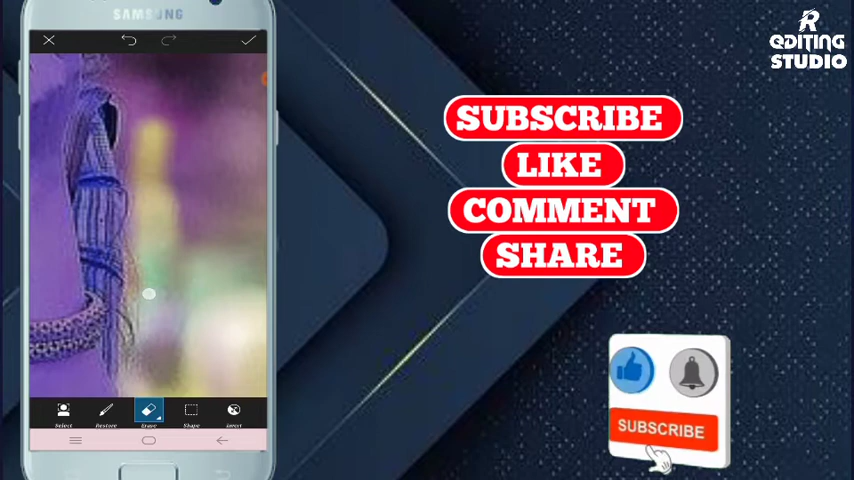 SAMSUNG
R
EDITING
STUDIO
SUBSCRIBE
LIKE
COMMENT
SHARE
Select Restore Erase Shape Invert
SUBSCRIBE